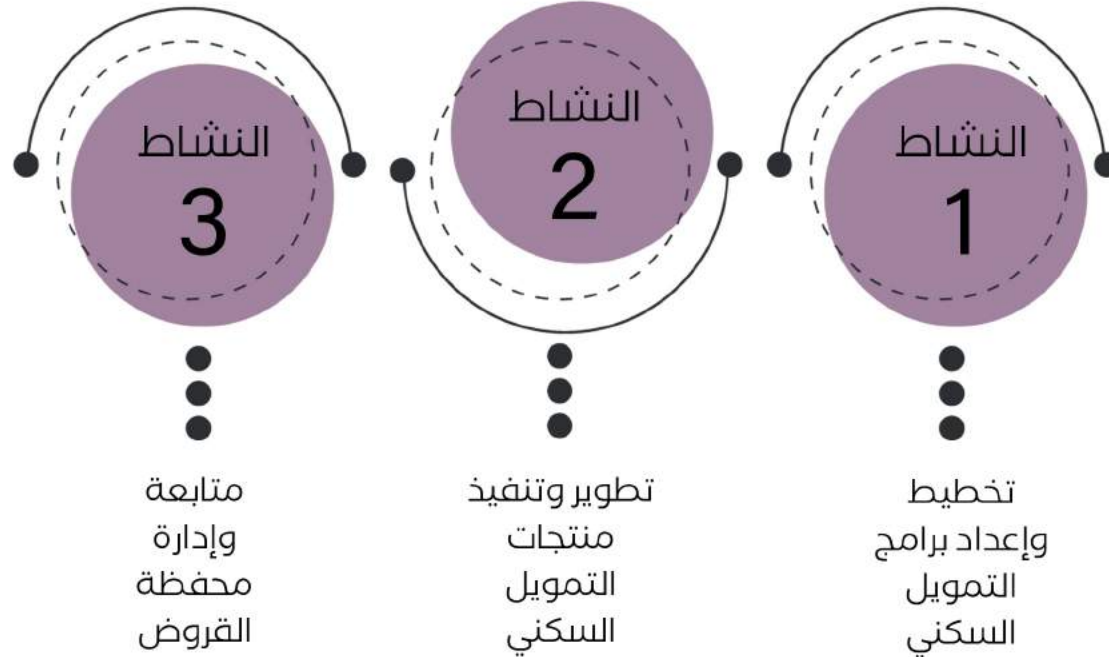 النشاط
1
تخطيط
وإعداد برامج
التمويل
السكني
النشاط
2
تطوير وتنفيذ
منتجات
التمويل
السكني
النشاط
3
متابعة
وإدارة
محفظة
القروض